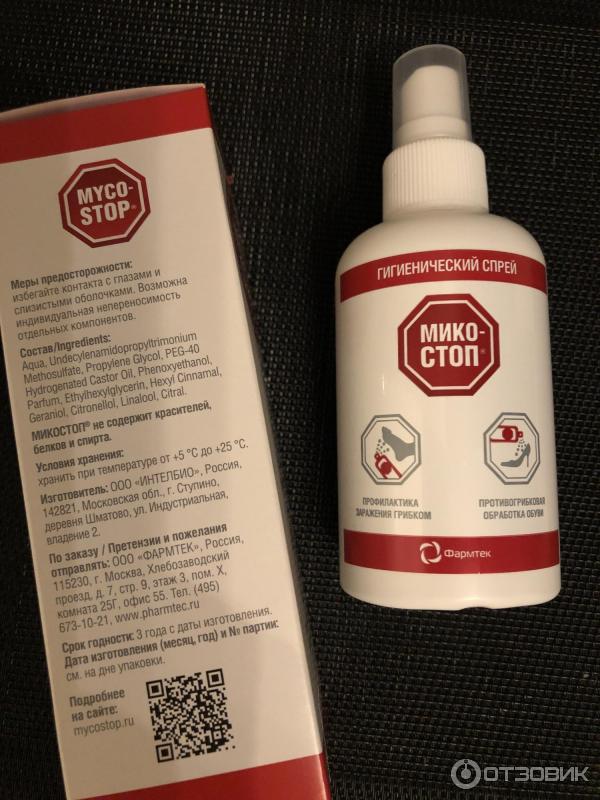 MYCO-
STOP®
Меры предосторожности:
избегайте контакта с глазами и
слизистыми оболочками. Возможна
индивидуальная непереносимость
отдельных компонентов.
Состав/Ingredients:
Aqua, Undecylenamidopropyltrimonium
Methosulfate, Propylene Glycol, PEG-40
Hydrogenated Castor Oil, Phenoxyethanol,
Parfum, Ethylhexylglycerin, Hexyl Cinnamal,
Geraniol, Citronellol, Linalool, Citral.
МИКОСТОП® не содержит красителей,
белков и спирта.
Условия хранения:
хранить при температуре от +5 °С до +25 °С.
Изготовитель: ООО «ИНТЕЛБИО», Россия,
142821, Московская обл., г. Ступино,
деревня Шматово, ул. Индустриальная,
владение 2.
По заказу / Претензии и пожелания
отправлять: ООО «ФАРМТЕК», Россия,
115230, г. Москва, Хлебозаводский
проезд, д. 7, стр. 9, этаж 3, пом. X,
комната 25Г, офис 55. Тел. (495)
673-10-21, www.pharmtec.ru
Срок годности: 3 года с даты изготовления.
Дата изготовления (месяц, год) и № партии:
см. на дне упаковки.
Подробнее
на сайте:
mycostop.ru
ГИГИЕНИЧЕСКИЙ СПРЕЙ
МИКО-
СТОП®
ПРОФИЛАКТИКА
ЗАРАЖЕНИЯ ГРИБКОМ
ПРОТИВОГРИБКОВАЯ
ОБРАБОТКА ОБУВИ
Фармтек
ОТЗОВИК